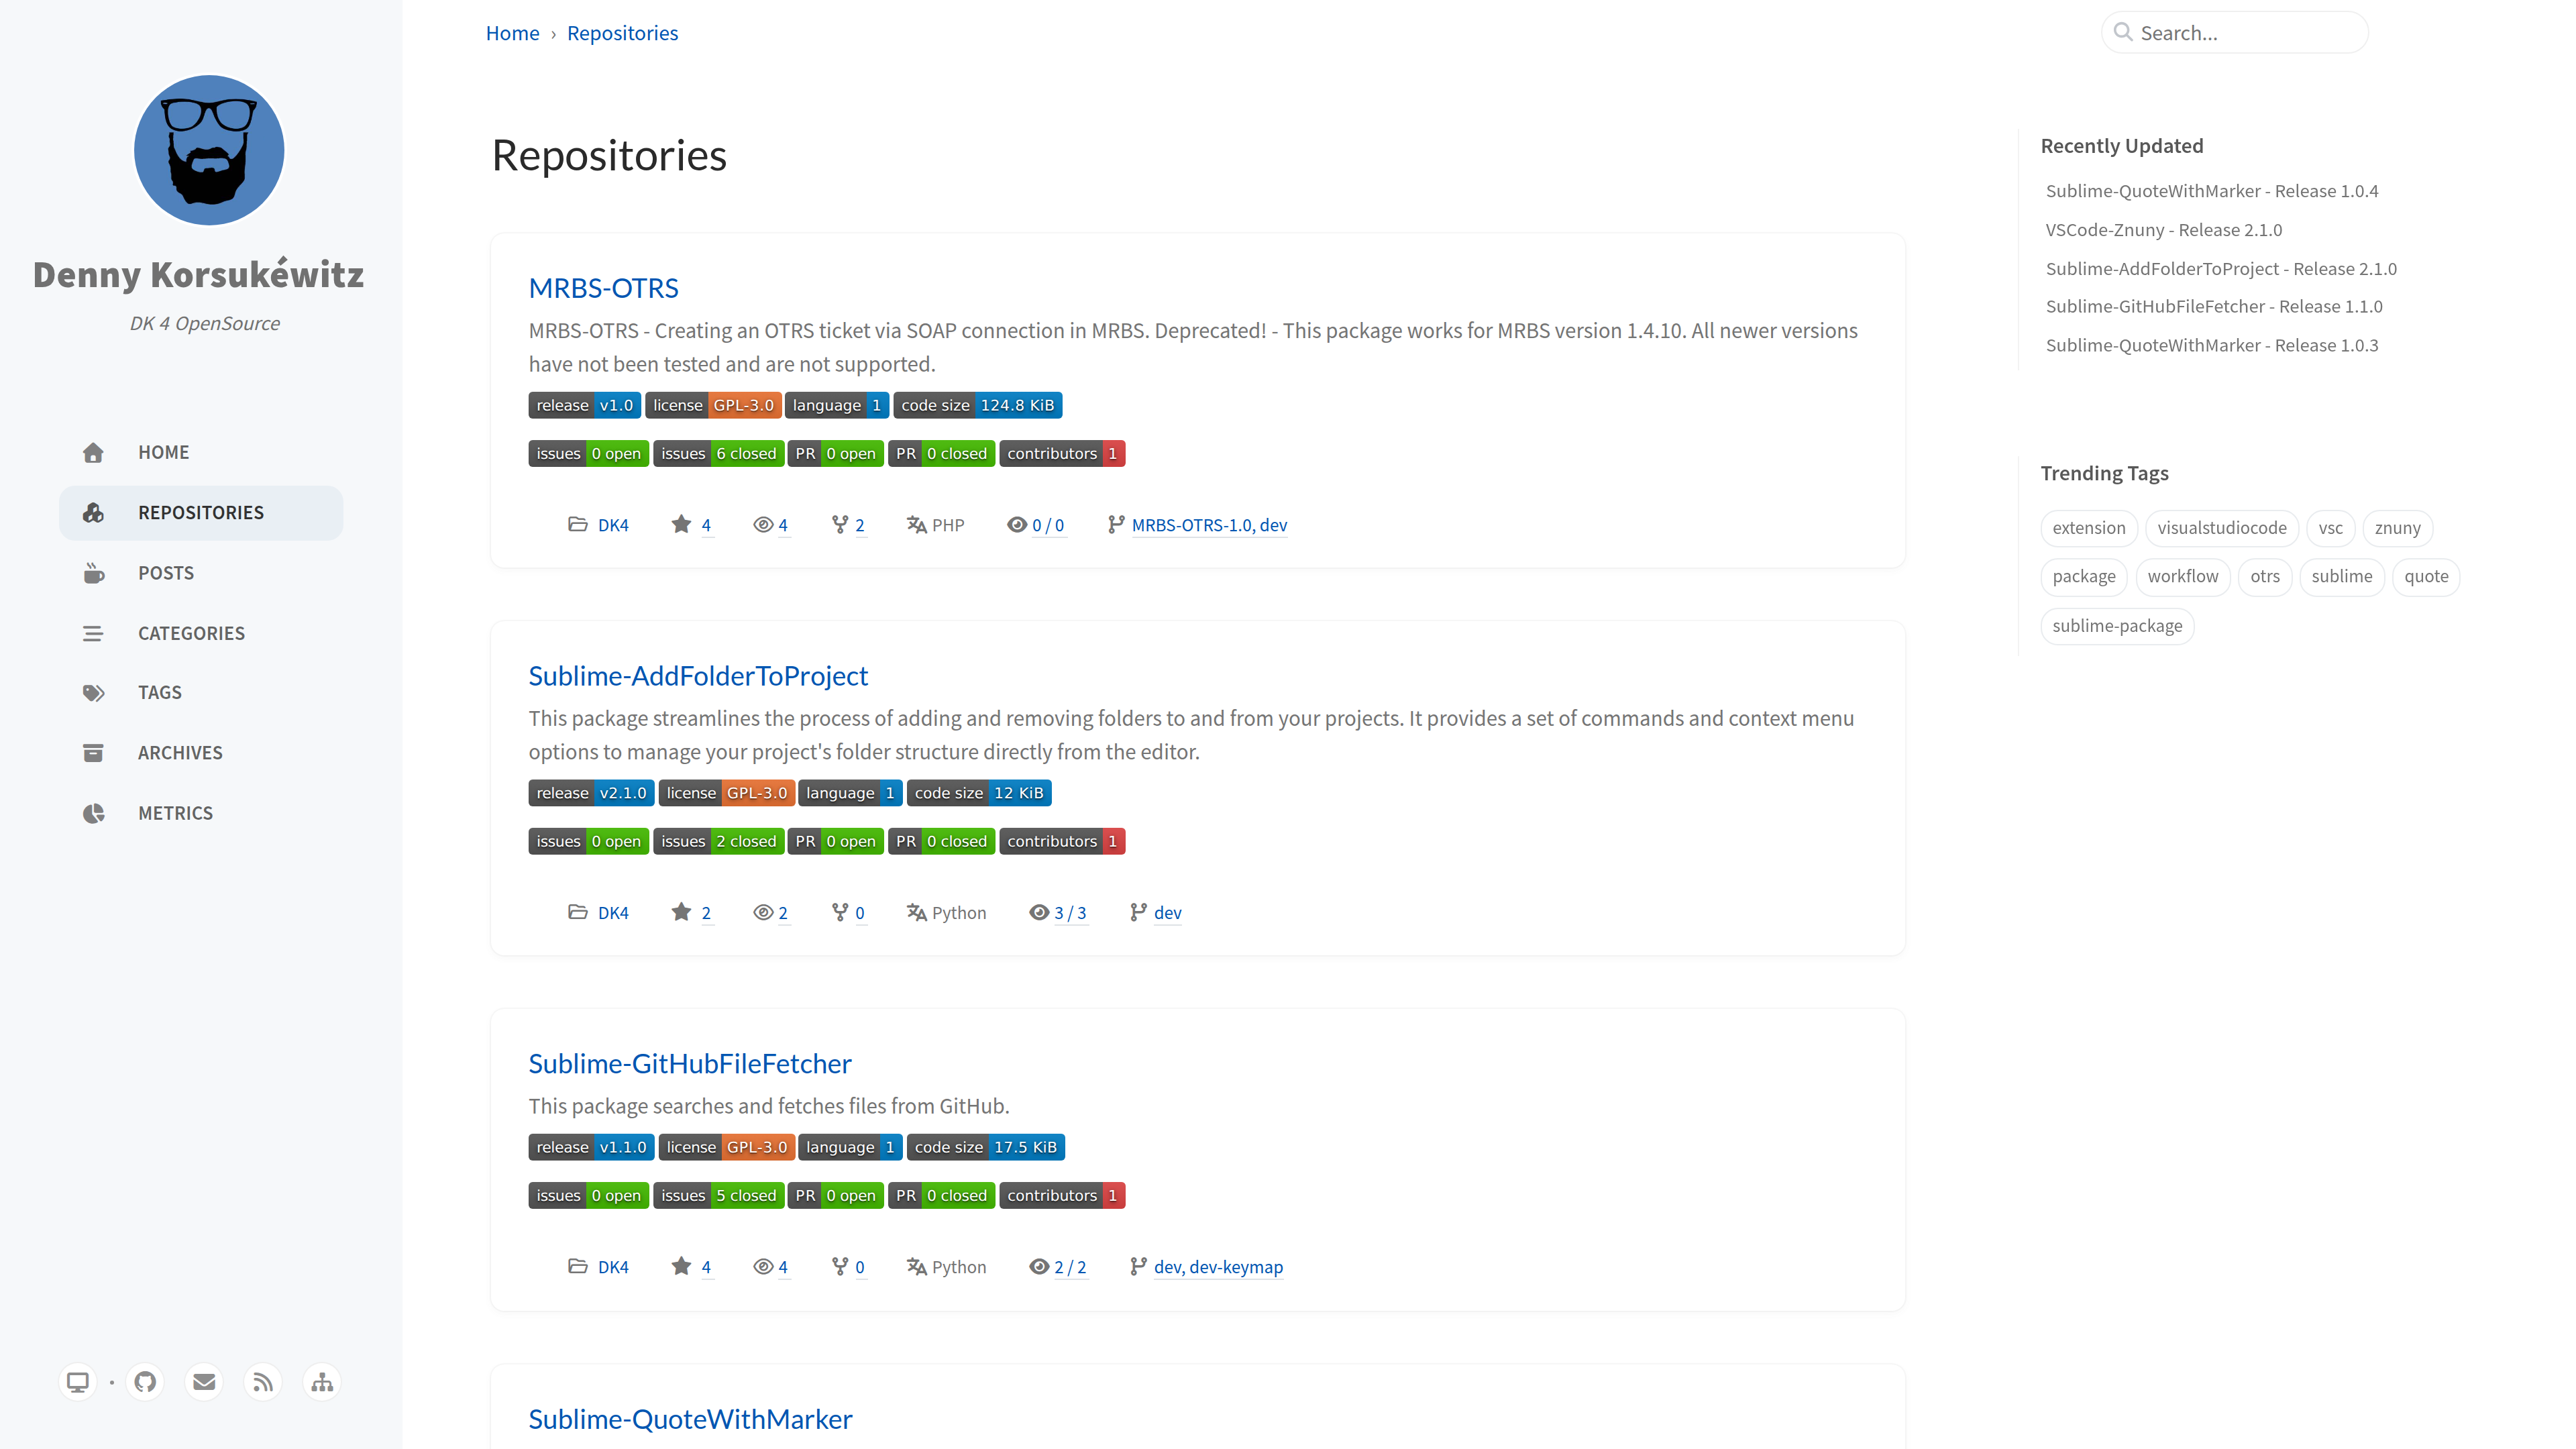 Denny Korsukéwitz
DK 4 OpenSource
HOME
REPOSITORIES
POSTS
CATEGORIES
TAGS
ARCHIVES
METRICS
Home › Repositories
Search...
Repositories
MRBS-OTRS
MRBS-OTRS - Creating an OTRS ticket via SOAP connection in MRBS. Deprecated! - This package works for MRBS version 1.4.10. All newer versions
have not been tested and are not supported.
release v1.0 license GPL-3.0 language 1 code size 124.8 KiB
issues 0 open issues 6 closed PR 0 open PR 0 closed contributors 1
DK4 4 4 2 PHP 0 / 0 MRBS-OTRS-1.0, dev
Sublime-AddFolderToProject
This package streamlines the process of adding and removing folders to and from your projects. It provides a set of commands and context menu
options to manage your project's folder structure directly from the editor.
release v2.1.0 license GPL-3.0 language 1 code size 12 KiB
issues 0 open issues 2 closed PR 0 open PR 0 closed contributors 1
DK4 2 2 0 Python 3 / 3 dev
Sublime-GitHubFileFetcher
This package searches and fetches files from GitHub.
release v1.1.0 license GPL-3.0 language 1 code size 17.5 KiB
issues 0 open issues 5 closed PR 0 open PR 0 closed contributors 1
DK4 4 4 0 Python 2 / 2 dev, dev-keymap
Sublime-QuoteWithMarker
Recently Updated
Sublime-QuoteWithMarker - Release 1.0.4
VSCode-Znuny - Release 2.1.0
Sublime-AddFolderToProject - Release 2.1.0
Sublime-GitHubFileFetcher - Release 1.1.0
Sublime-QuoteWithMarker - Release 1.0.3
Trending Tags
extension visualstudiocode vsc znuny
package workflow otrs sublime quote
sublime-package